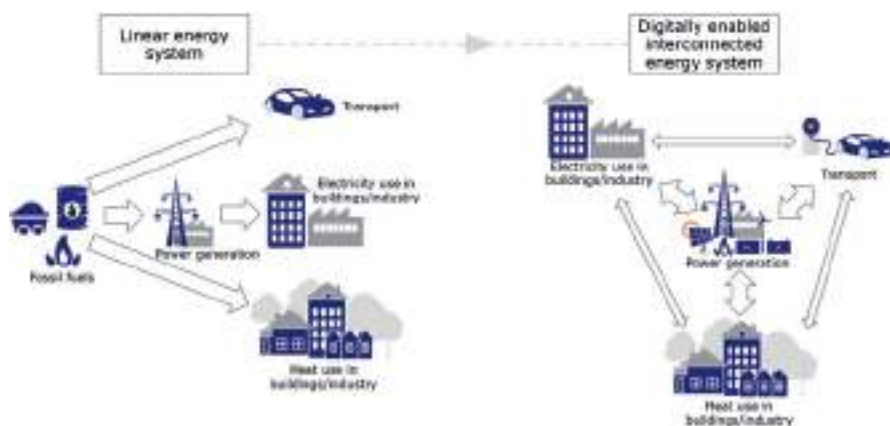 Linear energy
system
Digitally enabled
interconnected
energy system
Transport
Electricity use in
buildings/industry
Power generation
Fossil fuels
Heat use in
buildings/industry
Electricity use in
buildings/industry
Transport
Power generation
Heat use in
buildings/industry